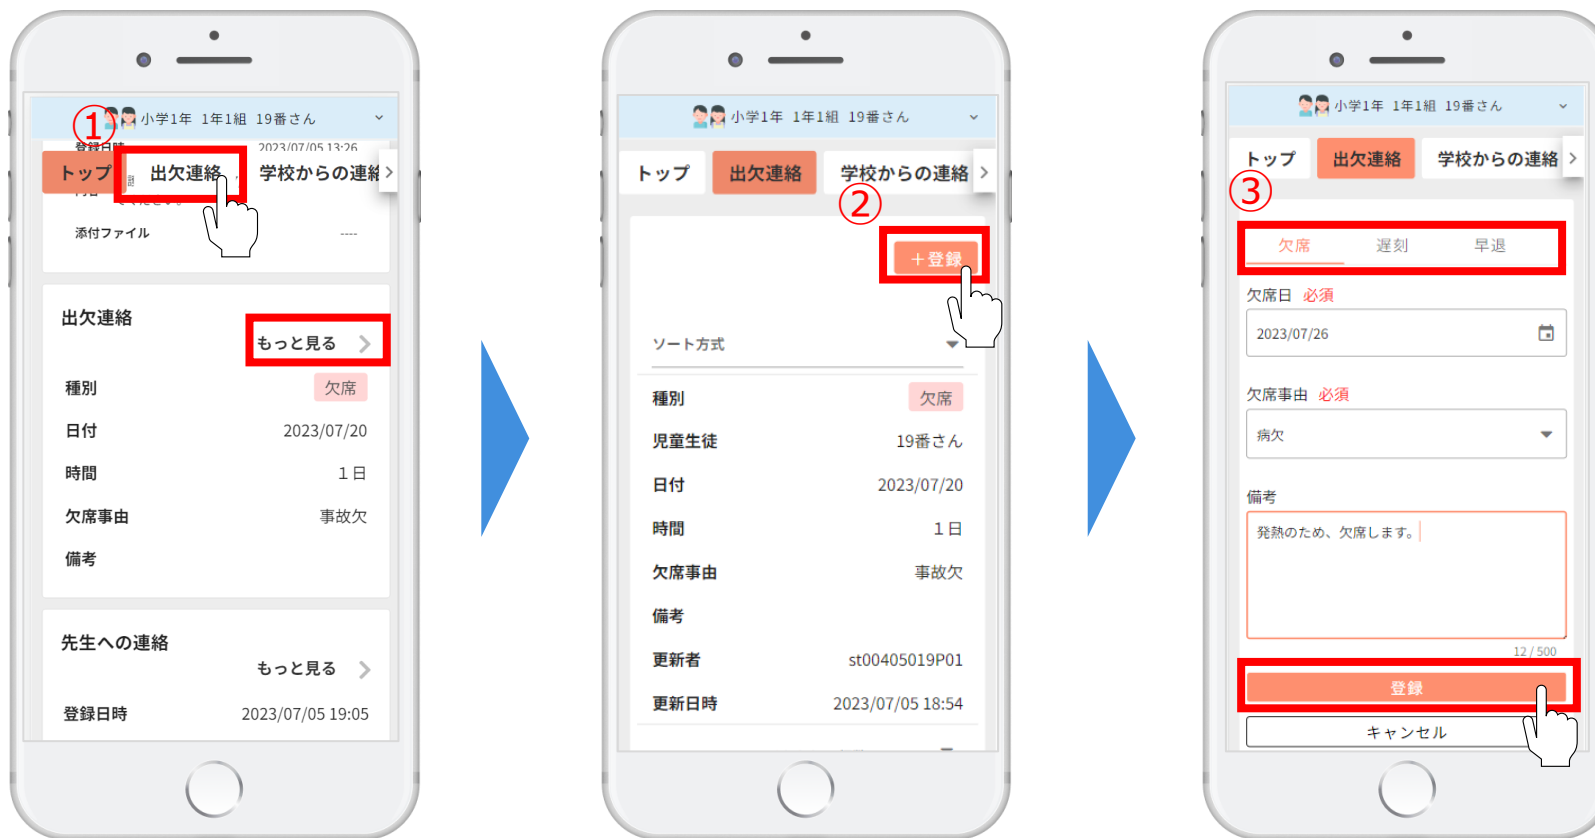 ①
小学1年 1年1組 19番さん
登録日時 2023/07/05 13:26
トップ 出欠連絡 学校からの連絡
添付ファイル ----
出欠連絡
もっと見る
種別 欠席
日付 2023/07/20
時間 1日
欠席事由 事故欠
備考
先生への連絡
もっと見る
登録日時 2023/07/05 19:05
小学1年 1年1組 19番さん
トップ 出欠連絡 学校からの連絡
②
+登録
ソート方式
種別 欠席
児童生徒 19番さん
日付 2023/07/20
時間 1日
欠席事由 事故欠
備考
更新者 st00405019P01
更新日時 2023/07/05 18:54
小学1年 1年1組 19番さん
トップ 出欠連絡 学校からの連絡
③
欠席 遅刻 早退
欠席日 必須
2023/07/26
欠席事由 必須
病欠
備考
発熱のため、欠席します。
12 / 500
登録
キャンセル